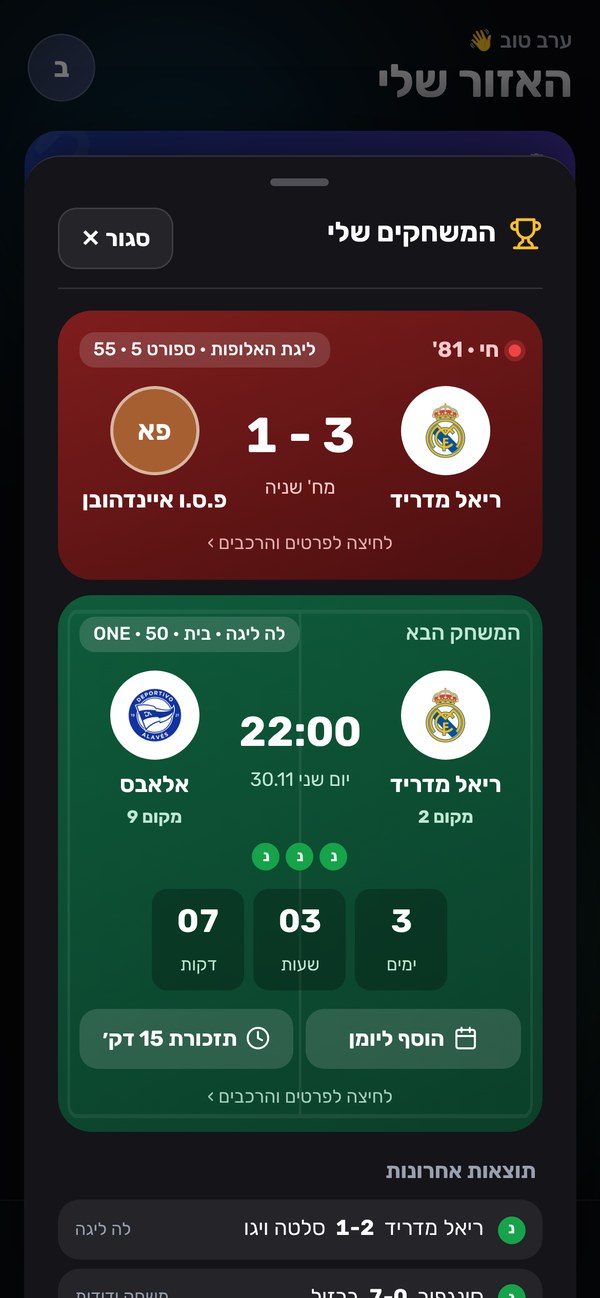 ערב טוב 👋
האזור שלי
ב
המשחקים שלי
סגור ✕
חי • 81'
ליגת האלופות • ספורט 5 • 55
3 - 1
פא
מח' שניה
ריאל מדריד
פ.ס.ו איינדהובן
לחיצה לפרטים והרכבים ›
המשחק הבא
לה ליגה • בית • ONE • 50
DEPORTIVO
ALAVÉS
22:00
יום שני 30.11
ריאל מדריד
אלאבס
מקום 2
מקום 9
נ נ נ
3 03 07
ימים שעות דקות
הוסף ליומן
תזכורת 15 דק׳
לחיצה לפרטים והרכבים ›
תוצאות אחרונות
נ ריאל מדריד 1-2 סלטה ויגו לה ליגה